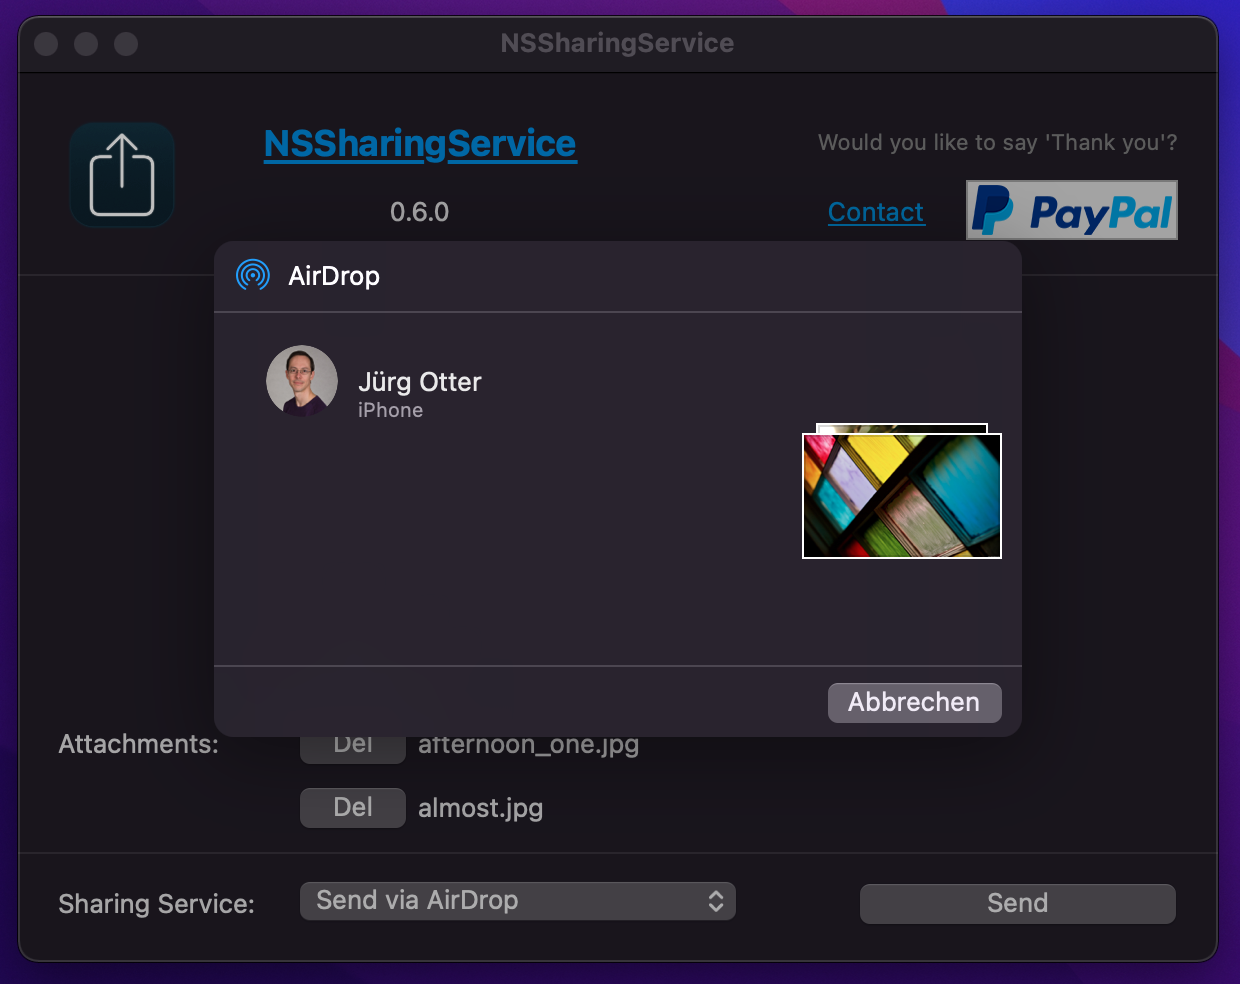 NSSharingService
NSSharingService
Would you like to say 'Thank you'?
0.6.0
Contact
PayPal
AirDrop
Jürg Otter
iPhone
Abbrechen
Attachments:
Del
afternoon_one.jpg
Del
almost.jpg
Sharing Service:
Send via AirDrop
Send